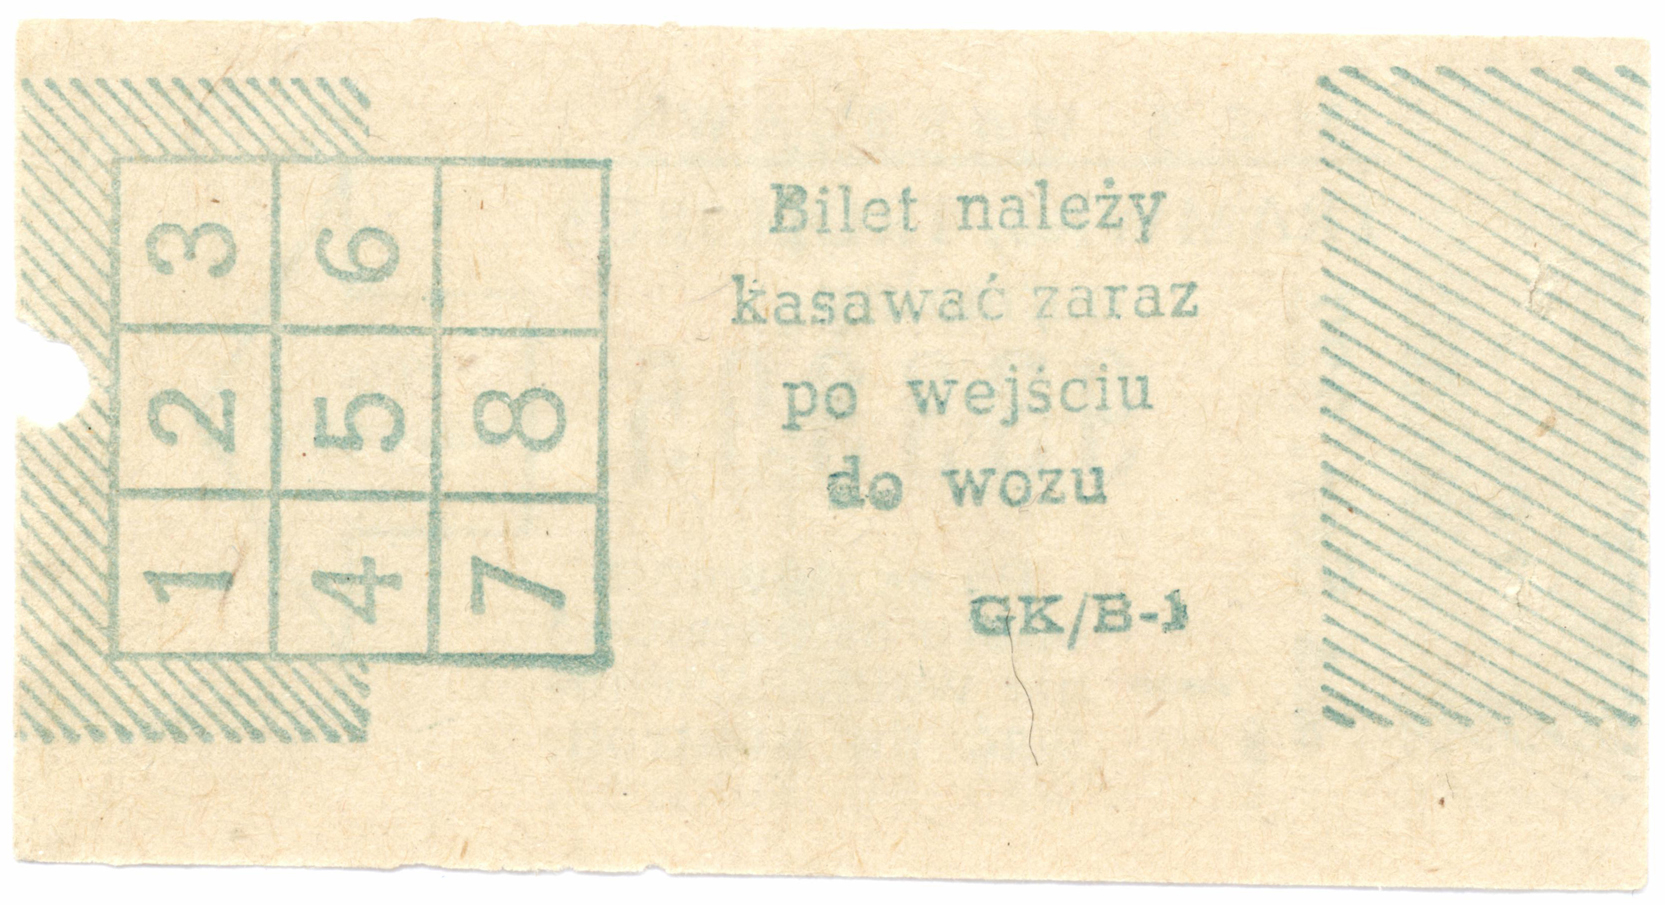 3 6
2 5 8
1 4 7
Bilet należy
kasawać zaraz
po wejściu
do wozu
GK/B-1